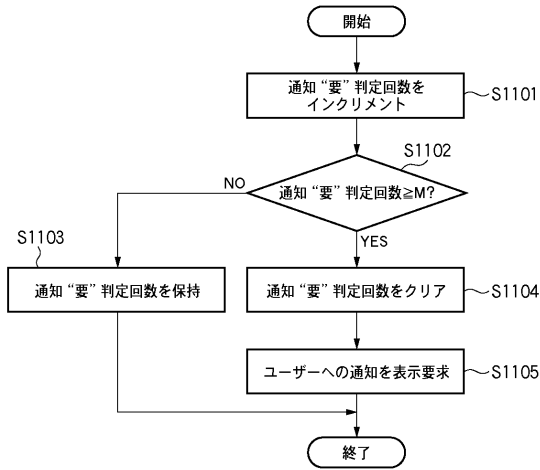 開始
通知 “要” 判定回数を
インクリメント
S1101
S1102
通知 “要” 判定回数≧M?
NO
YES
S1103
通知 “要” 判定回数を保持
通知 “要” 判定回数をクリア
S1104
ユーザーへの通知を表示要求
S1105
終了